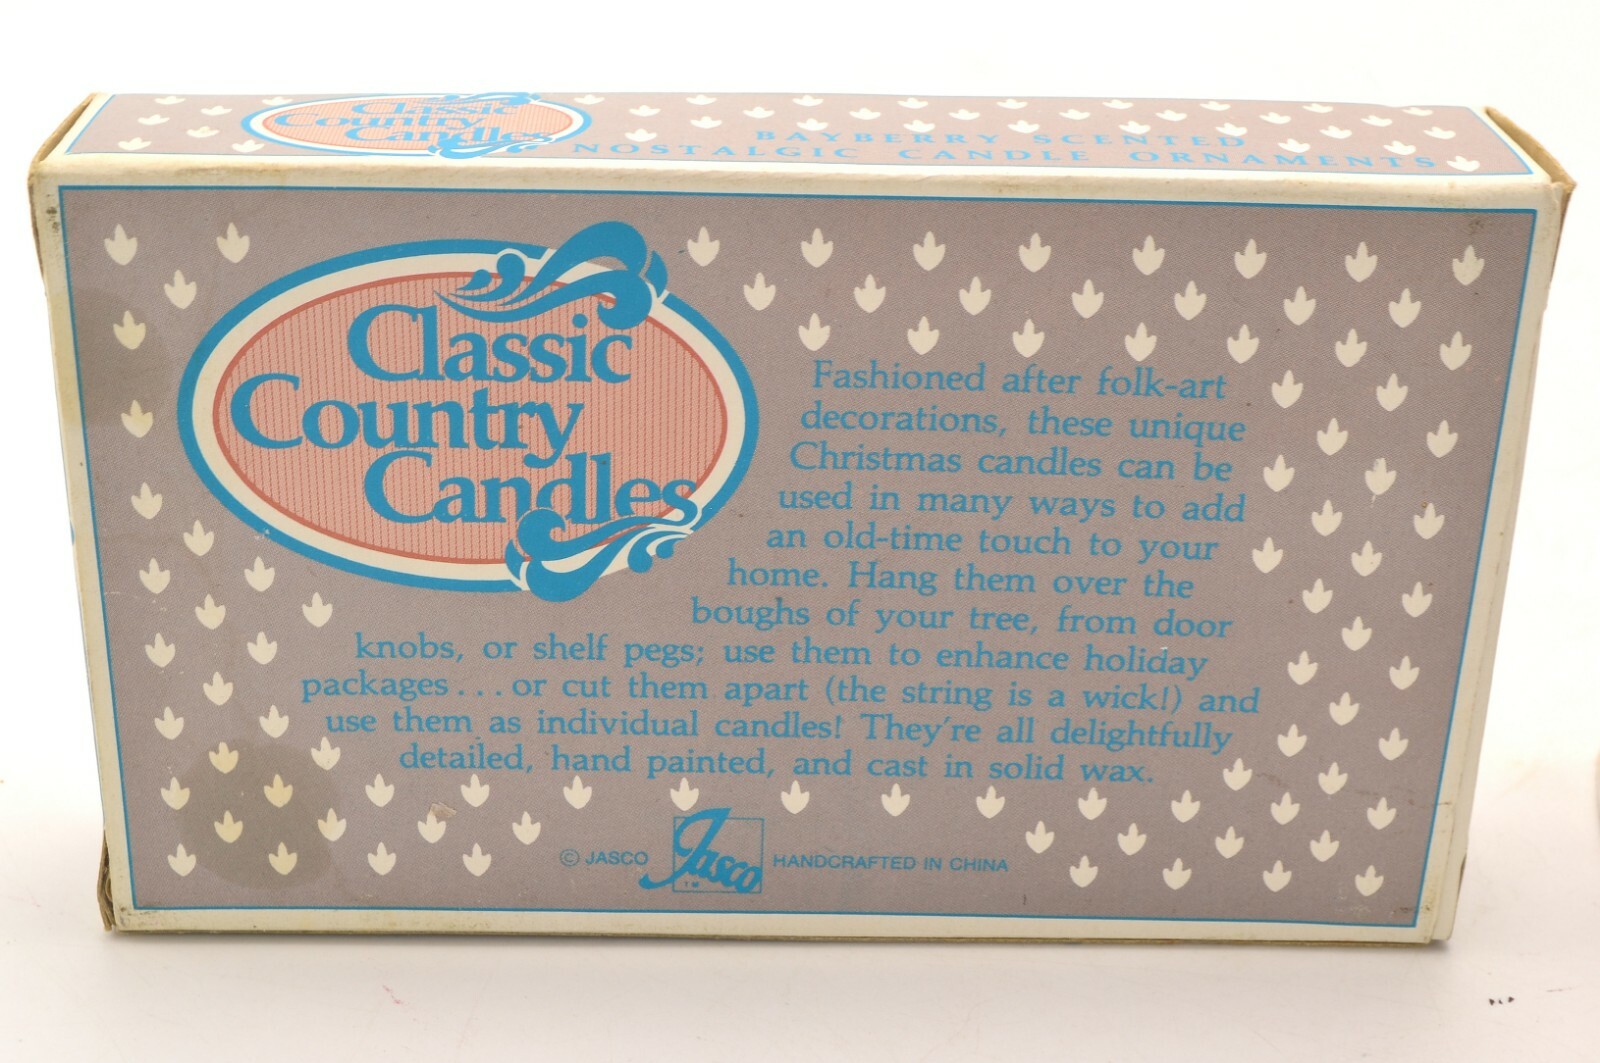 Classic
Country
Candles
BAYBERRY SCENTED
NOSTALGIC CANDLE ORNAMENTS
Classic
Country
Candles
Fashioned after folk-art
decorations, these unique
Christmas candles can be
used in many ways to add
an old-time touch to your
home. Hang them over the
boughs of your tree, from door
knobs, or shelf pegs; use them to enhance holiday
packages... or cut them apart (the string is a wick!) and
use them as individual candles! They're all delightfully
detailed, hand painted, and cast in solid wax.
© JASCO Jasco TM HANDCRAFTED IN CHINA